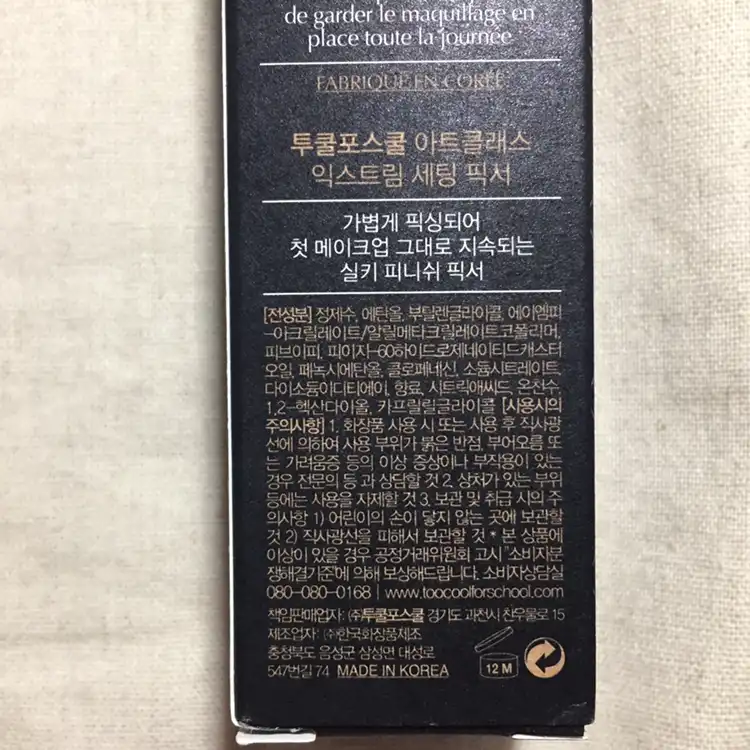 de garder le maquillage en
place toute la journée
FABRIQUÉ EN CORÉE
투쿨포스쿨 아트클래스
익스트림 세팅 픽서
가볍게 픽싱되어
첫 메이크업 그대로 지속되는
실키 피니쉬 픽서
[전성분] 정제수, 에탄올, 부틸렌글라이콜, 에이엠피
-아크릴레이트/알릴메타크릴레이트코폴리머,
피브이피, 피이지-60하이드로제네이티드캐스터
오일, 페녹시에탄올, 클로페네신, 소듐시트레이트,
다이소듐이디티에이, 향료, 시트릭애씨드, 온천수,
1,2-헥산다이올, 카프릴릴글라이콜 [사용시의
주의사항] 1. 화장품 사용 시 또는 사용 후 직사광
선에 의하여 사용 부위가 붉은 반점, 부어오름 또
는 가려움증 등의 이상 증상이나 부작용이 있는
경우 전문의 등과 상담할 것 2. 상처가 있는 부위
등에는 사용을 자제할 것 3. 보관 및 취급 시의 주
의사항 1) 어린이의 손이 닿지 않는 곳에 보관할
것 2) 직사광선을 피해서 보관할 것 * 본 상품에
이상이 있을 경우 공정거래위원회 고시 "소비자분
쟁해결기준"에 의해 보상해드립니다. 소비자상담실
080-080-0168 | www.toocoolforschool.com
책임판매업자: (주)투쿨포스쿨 경기도 과천시 찬우물로 15
제조업자: (주)한국화장품제조
충청북도 음성군 삼성면 대성로
547번길 74 MADE IN KOREA
12 M